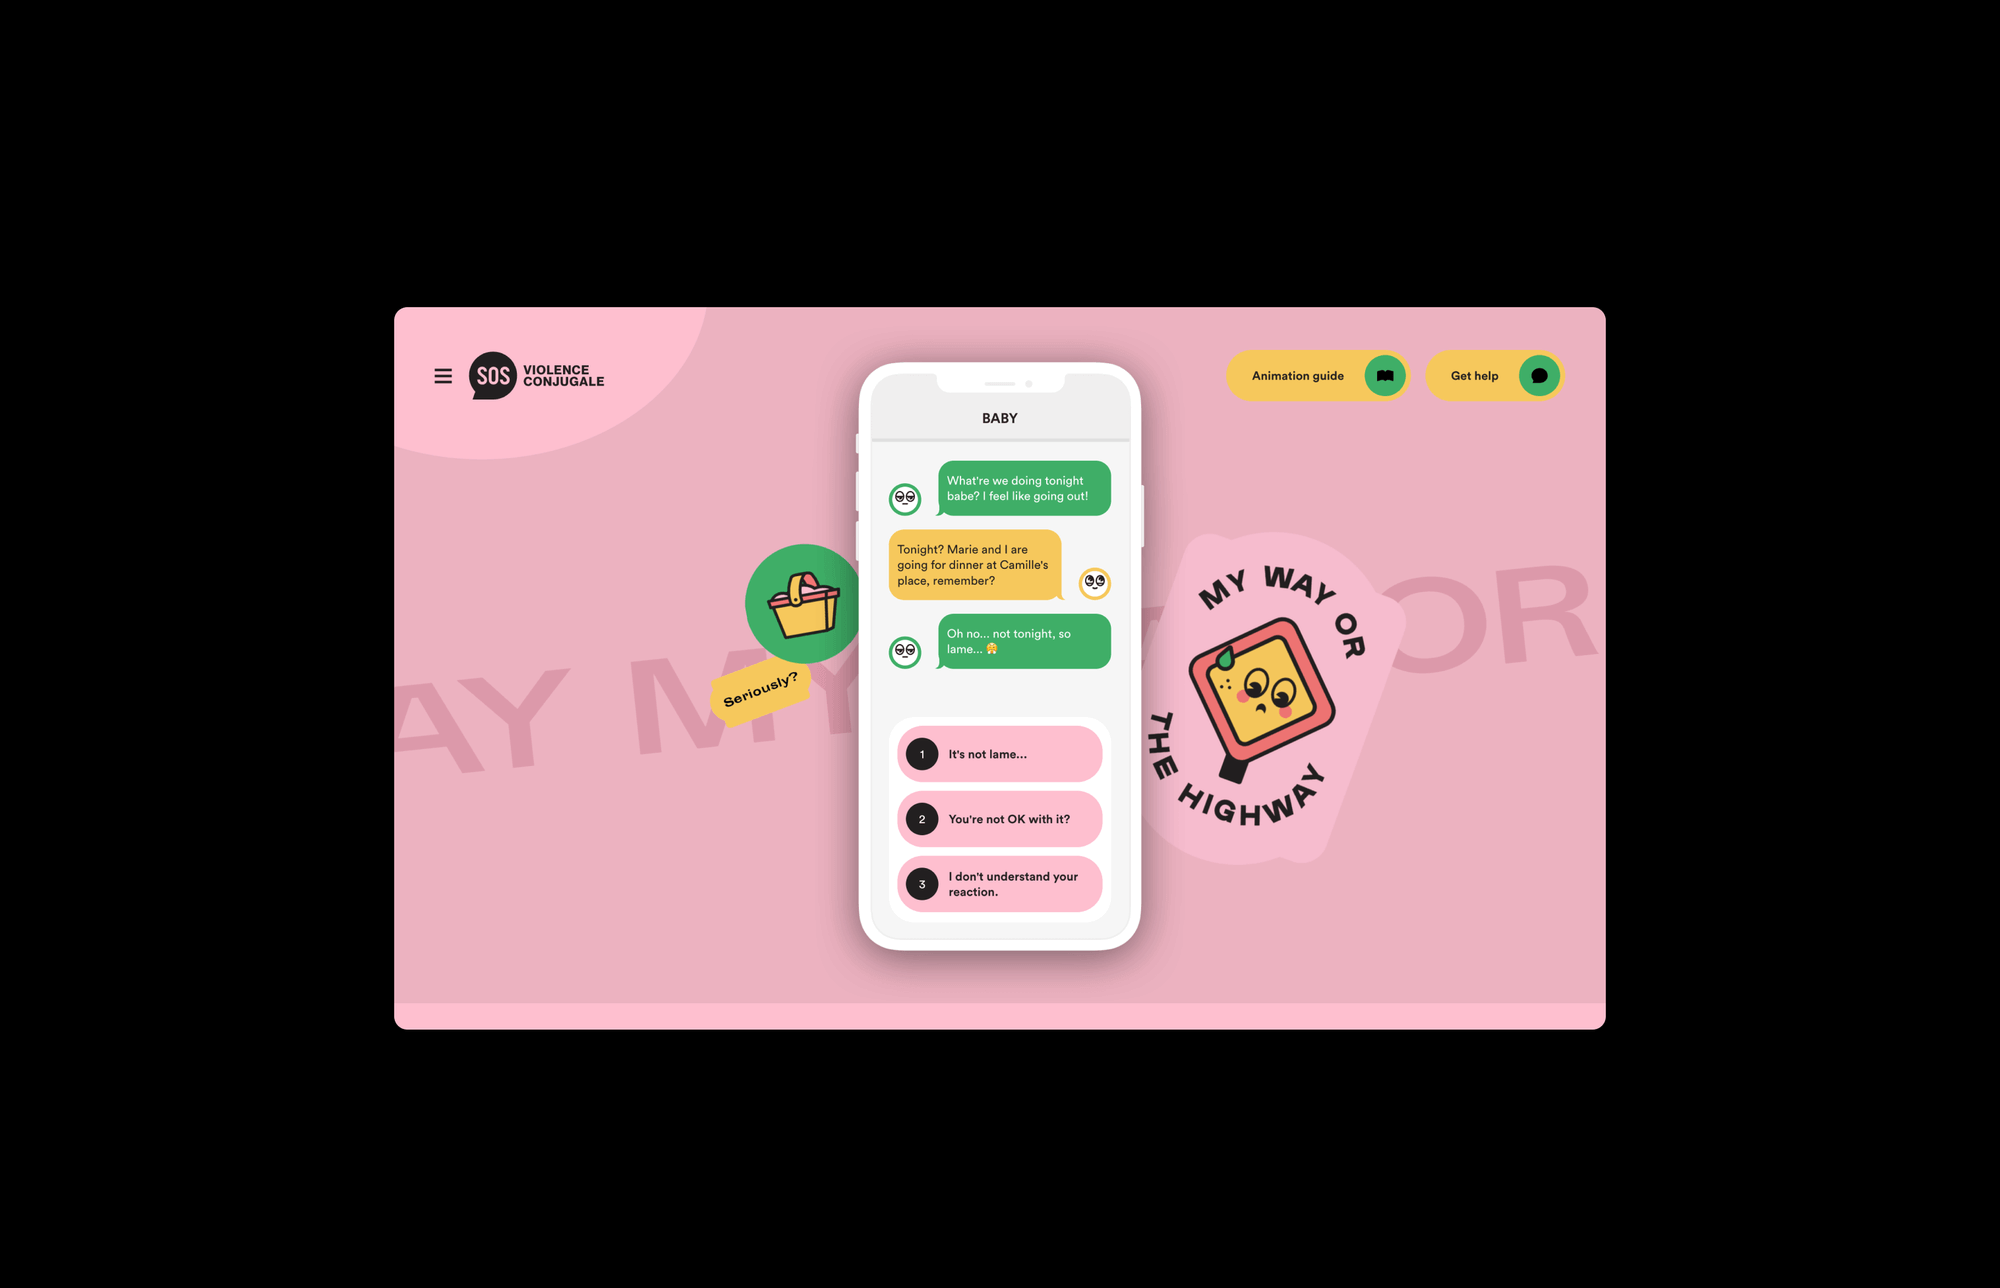 SOS
VIOLENCE
CONJUGALE
Animation guide
Get help
BABY
What're we doing tonight
babe? I feel like going out!
Tonight? Marie and I are
going for dinner at Camille's
place, remember?
Oh no... not tonight, so
lame... 😤
1 It's not lame...
2 You're not OK with it?
3 I don't understand your
reaction.
Seriously?
MY WAY OR
THE HIGHWAY
AY MY
OR